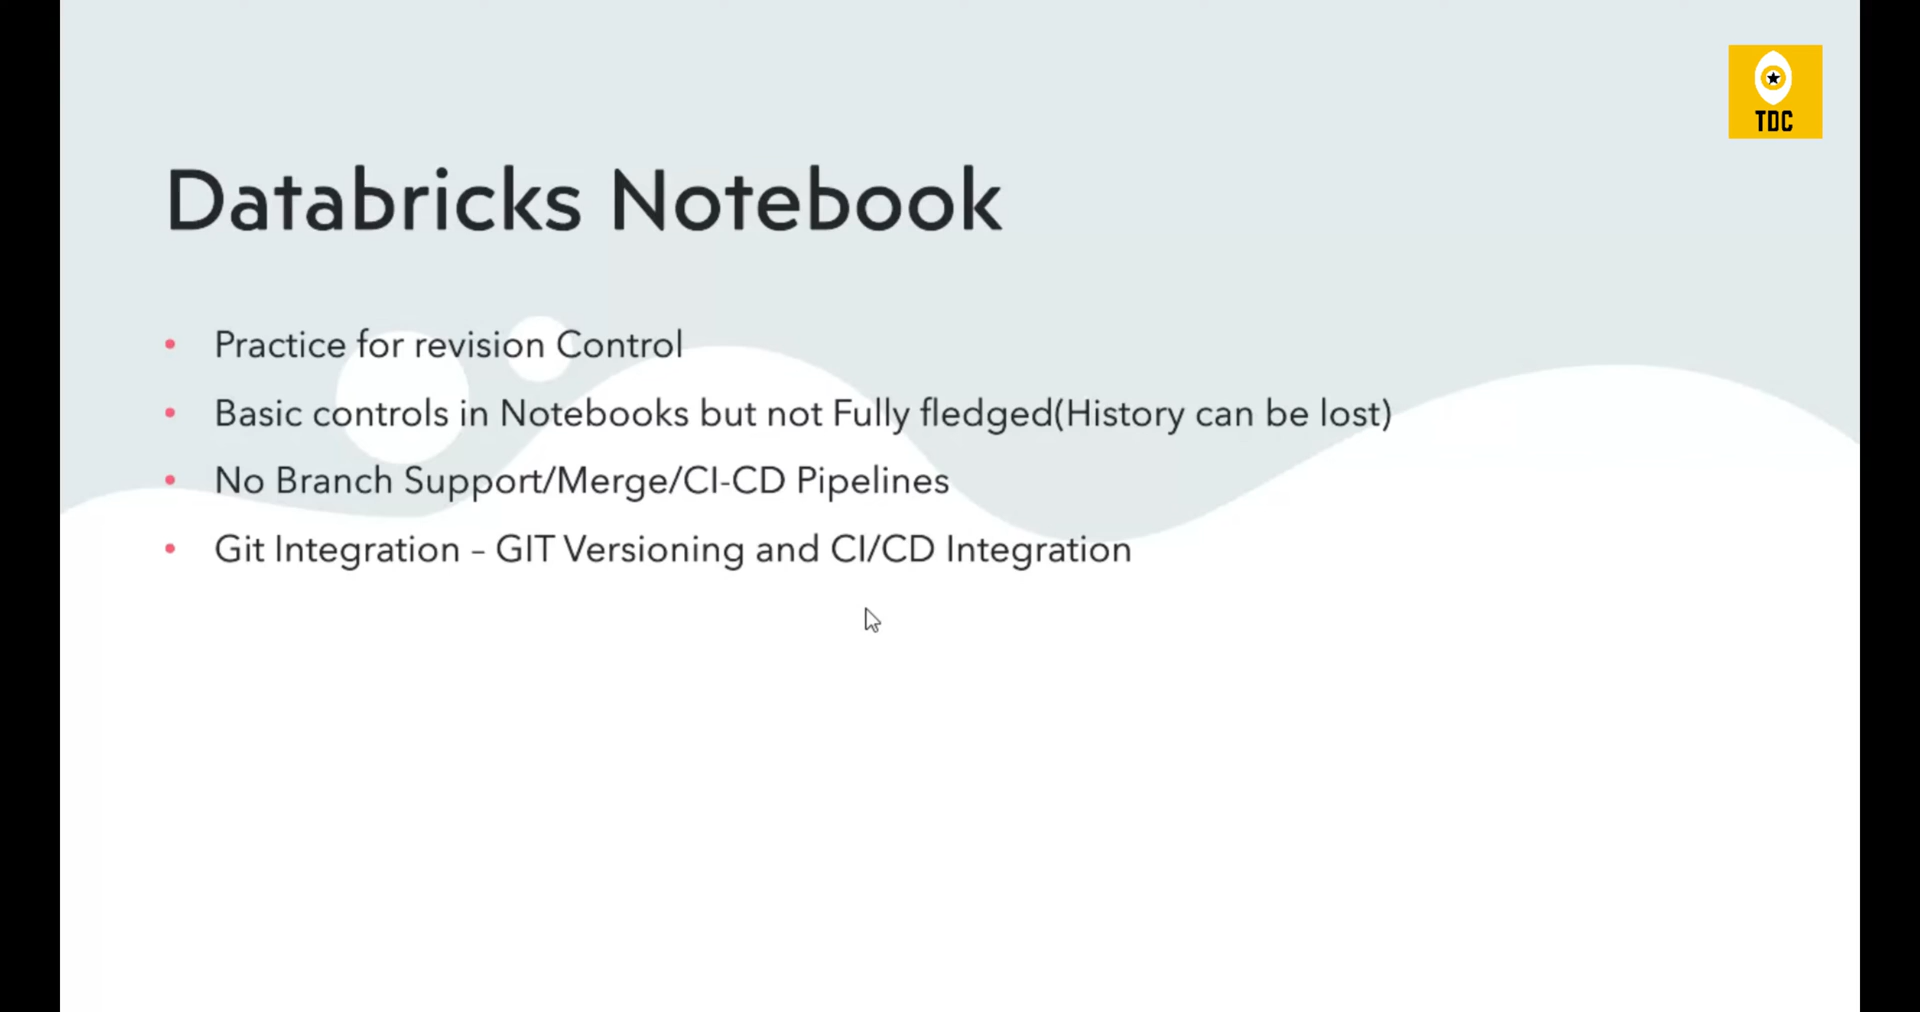 TDC
Databricks Notebook
• Practice for revision Control
• Basic controls in Notebooks but not Fully fledged(History can be lost)
• No Branch Support/Merge/CI-CD Pipelines
• Git Integration – GIT Versioning and CI/CD Integration